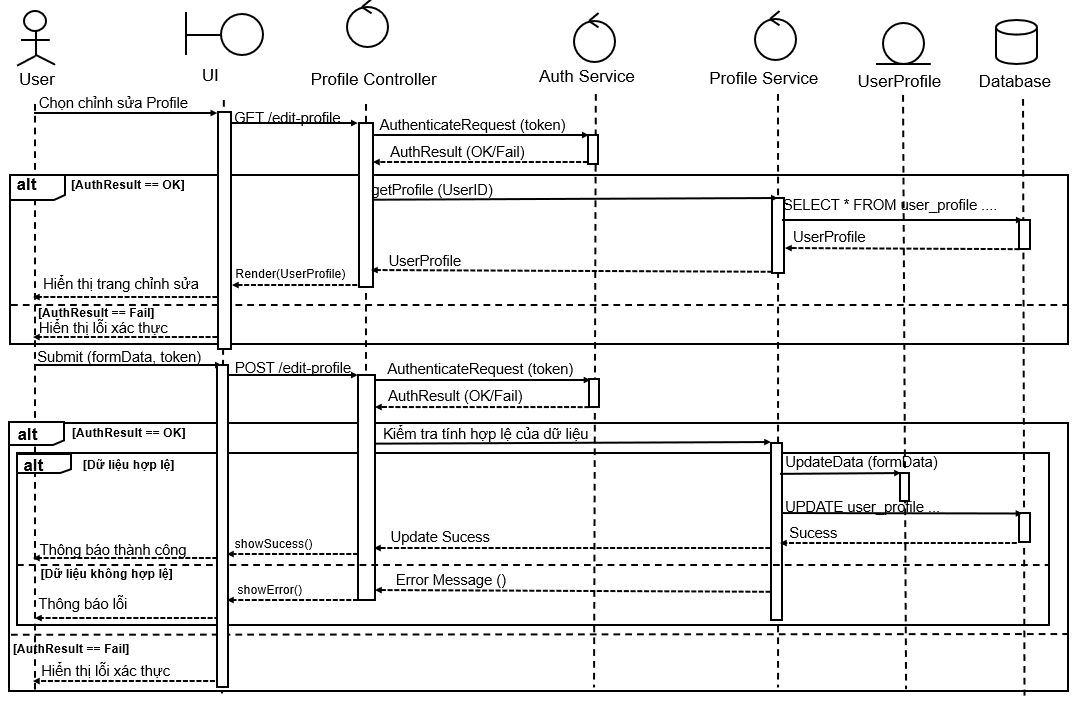 User
UI
Profile Controller
Auth Service
Profile Service
UserProfile
Database
Chọn chỉnh sửa Profile
GET /edit-profile
AuthenticateRequest (token)
AuthResult (OK/Fail)
alt
[AuthResult == OK]
getProfile (UserID)
SELECT * FROM user_profile ....
UserProfile
UserProfile
Render(UserProfile)
Hiển thị trang chỉnh sửa
[AuthResult == Fail]
Hiển thị lỗi xác thực
Submit (formData, token)
POST /edit-profile
AuthenticateRequest (token)
AuthResult (OK/Fail)
alt
[AuthResult == OK]
Kiểm tra tính hợp lệ của dữ liệu
alt
[Dữ liệu hợp lệ]
UpdateData (formData)
UPDATE user_profile ...
Sucess
Update Sucess
showSucess()
Thông báo thành công
[Dữ liệu không hợp lệ]
Error Message ()
showError()
Thông báo lỗi
[AuthResult == Fail]
Hiển thị lỗi xác thực